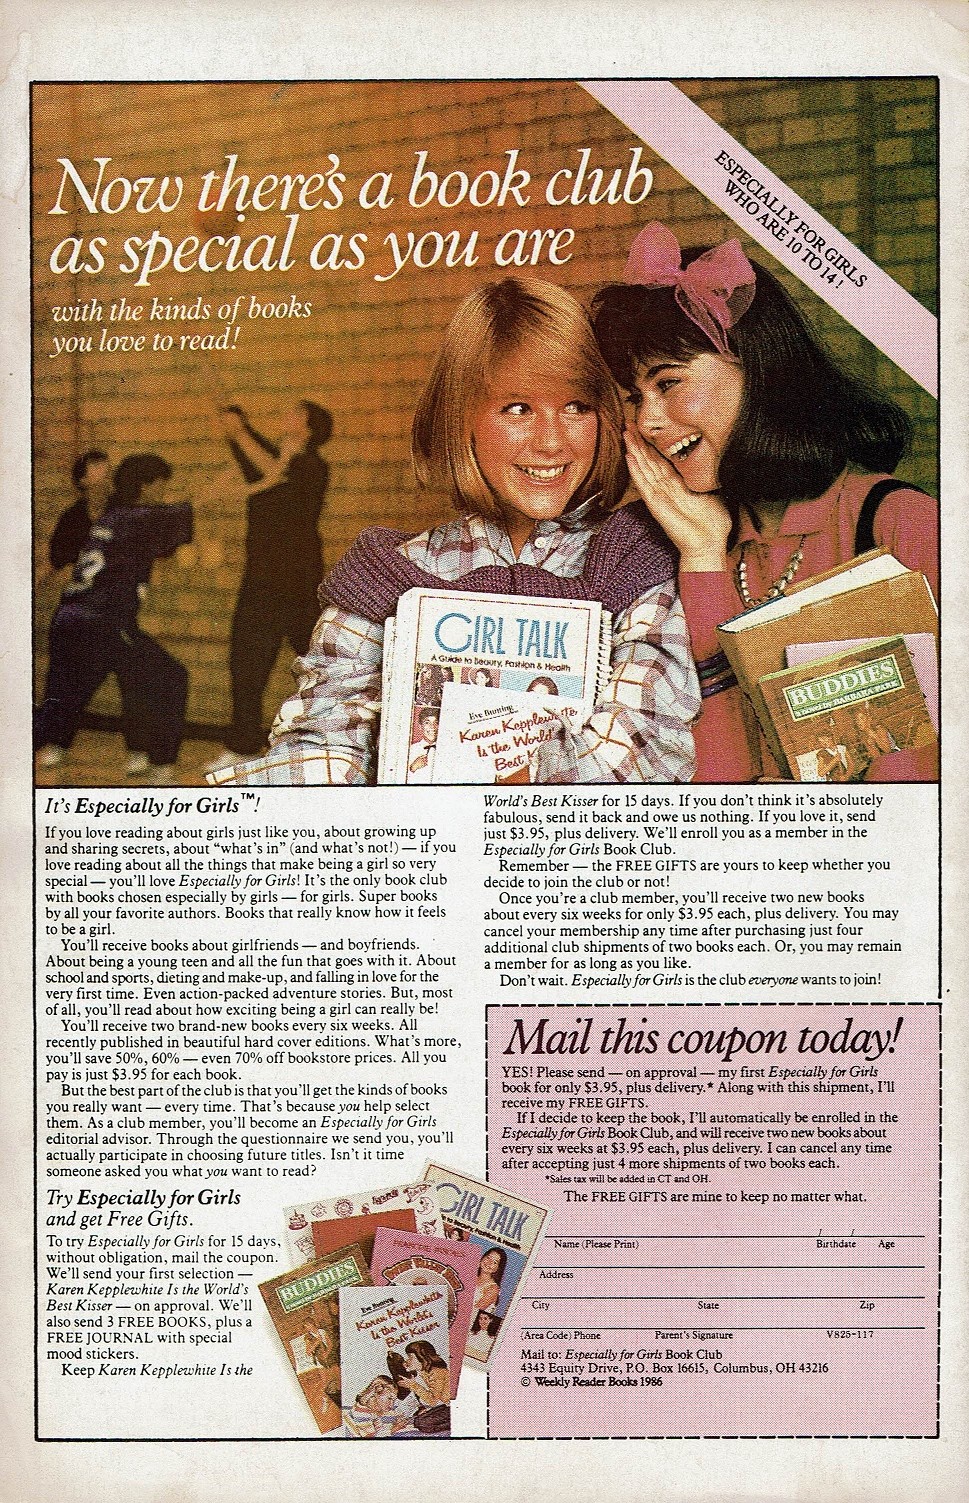 Now there's a book club
as special as you are
with the kinds of books
you love to read!
ESPECIALLY FOR GIRLS
WHO ARE 10 TO 14!
GIRL TALK
A Guide to Beauty, Fashion & Health
Eve Bunting
Karen Kepplewhite
Is the World's
Best K
BUDDIES
a novel by BARBARA PARK
It's Especially for Girls™!
If you love reading about girls just like you, about growing up
and sharing secrets, about “what's in” (and what's not!) — if you
love reading about all the things that make being a girl so very
special — you'll love Especially for Girls! It's the only book club
with books chosen especially by girls — for girls. Super books
by all your favorite authors. Books that really know how it feels
to be a girl.
You'll receive books about girlfriends — and boyfriends.
About being a young teen and all the fun that goes with it. About
school and sports, dieting and make-up, and falling in love for the
very first time. Even action-packed adventure stories. But, most
of all, you'll read about how exciting being a girl can really be!
You'll receive two brand-new books every six weeks. All
recently published in beautiful hard cover editions. What's more,
you'll save 50%, 60% — even 70% off bookstore prices. All you
pay is just $3.95 for each book.
But the best part of the club is that you'll get the kinds of books
you really want — every time. That's because you help select
them. As a club member, you'll become an Especially for Girls
editorial advisor. Through the questionnaire we send you, you'll
actually participate in choosing future titles. Isn't it time
someone asked you what you want to read?
Try Especially for Girls
and get Free Gifts.
To try Especially for Girls for 15 days,
without obligation, mail the coupon.
We'll send your first selection —
Karen Kepplewhite Is the World's
Best Kisser — on approval. We'll
also send 3 FREE BOOKS, plus a
FREE JOURNAL with special
mood stickers.
Keep Karen Kepplewhite Is the
World's Best Kisser for 15 days. If you don't think it's absolutely
fabulous, send it back and owe us nothing. If you love it, send
just $3.95, plus delivery. We'll enroll you as a member in the
Especially for Girls Book Club.
Remember — the FREE GIFTS are yours to keep whether you
decide to join the club or not!
Once you're a club member, you'll receive two new books
about every six weeks for only $3.95 each, plus delivery. You may
cancel your membership any time after purchasing just four
additional club shipments of two books each. Or, you may remain
a member for as long as you like.
Don't wait. Especially for Girls is the club everyone wants to join!
GIRL TALK
to Beauty, Fashion & Health
BUDDIES
Eve Bunting
Karen Kepplewhite
Is the World's
Best Kisser
Mail this coupon today!
YES! Please send — on approval — my first Especially for Girls
book for only $3.95, plus delivery.* Along with this shipment, I'll
receive my FREE GIFTS.
If I decide to keep the book, I'll automatically be enrolled in the
Especially for Girls Book Club, and will receive two new books about
every six weeks at $3.95 each, plus delivery. I can cancel any time
after accepting just 4 more shipments of two books each.
*Sales tax will be added in CT and OH.
The FREE GIFTS are mine to keep no matter what.
/ /
Name (Please Print) Birthdate Age
Address
City State Zip
(Area Code) Phone Parent's Signature V825-117
Mail to: Especially for Girls Book Club
4343 Equity Drive, P.O. Box 16615, Columbus, OH 43216
© Weekly Reader Books 1986